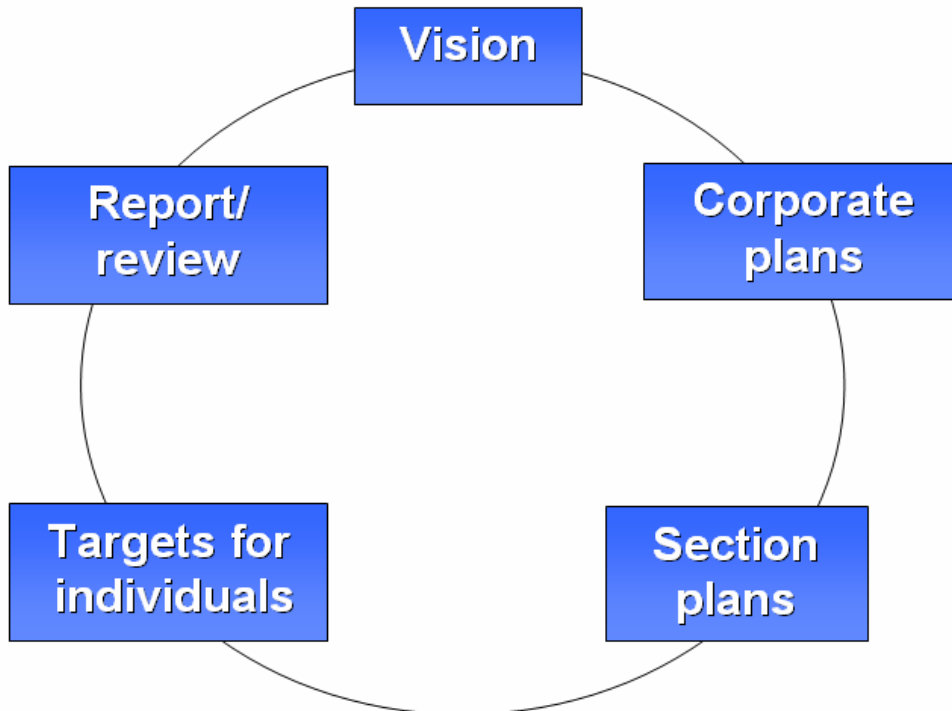 Vision
Corporate
plans
Section
plans
Targets for
individuals
Report/
review